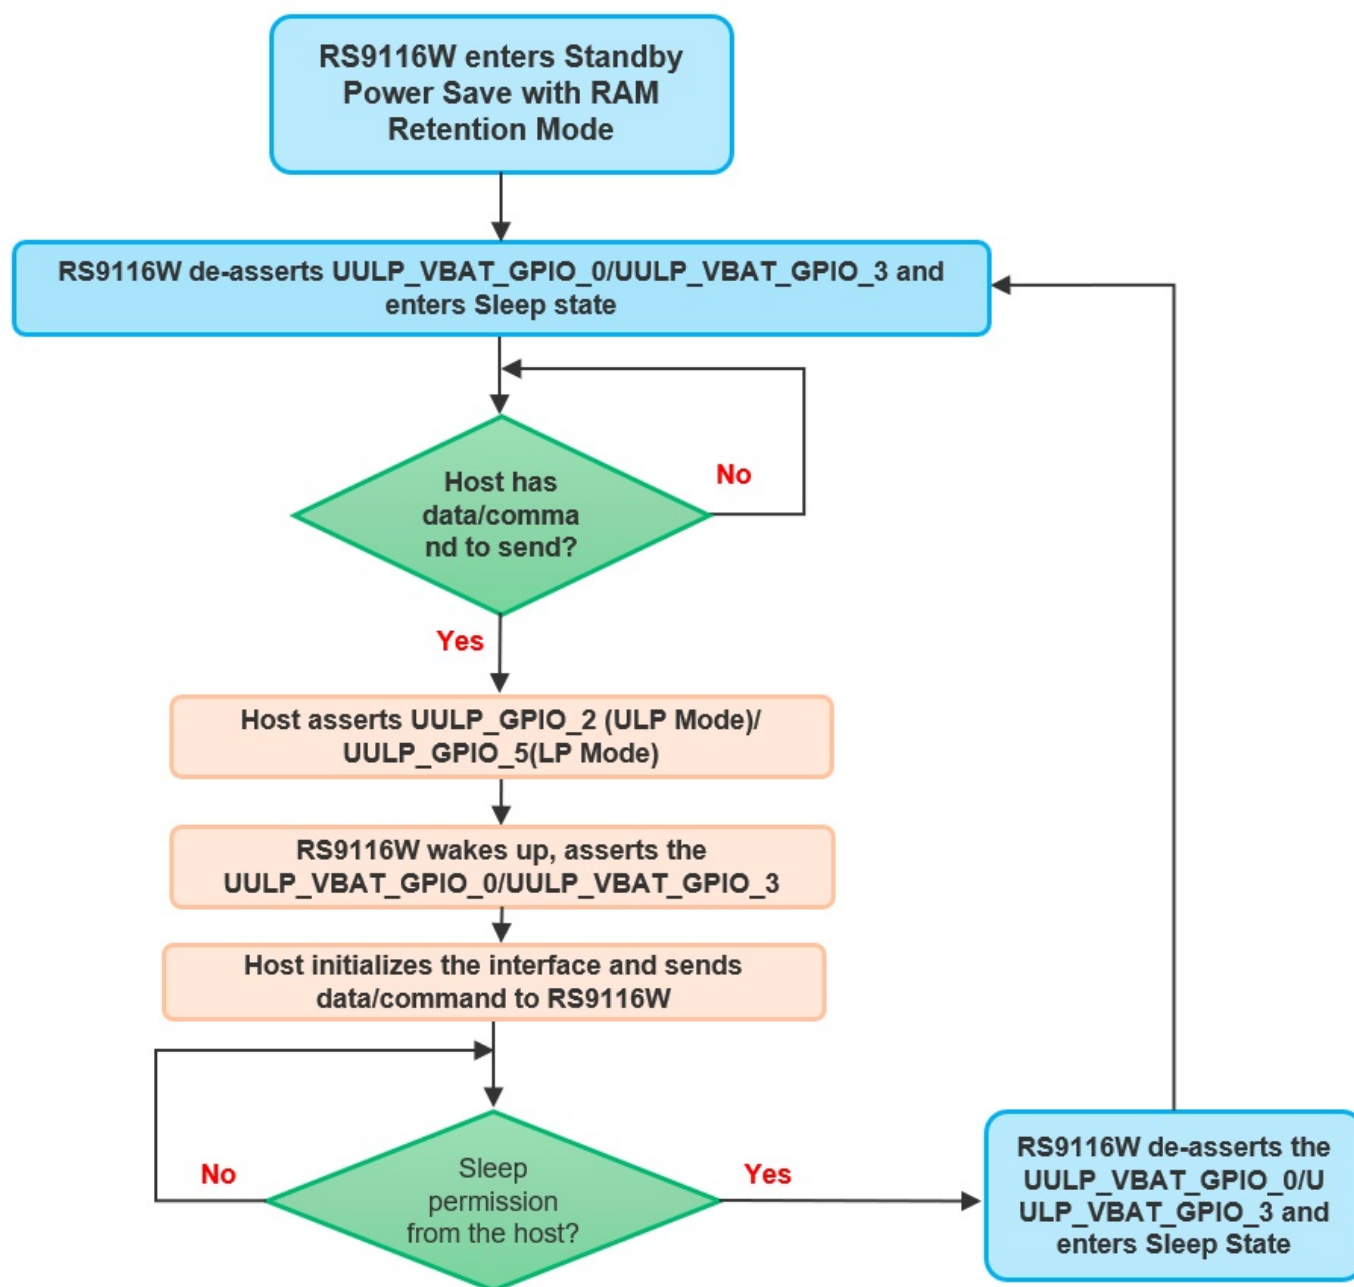 RS9116W enters Standby
Power Save with RAM
Retention Mode
RS9116W de-asserts UULP_VBAT_GPIO_0/UULP_VBAT_GPIO_3 and
enters Sleep state
Host has
data/comma
nd to send?
No
Yes
Host asserts UULP_GPIO_2 (ULP Mode)/
UULP_GPIO_5(LP Mode)
RS9116W wakes up, asserts the
UULP_VBAT_GPIO_0/UULP_VBAT_GPIO_3
Host initializes the interface and sends
data/command to RS9116W
Sleep
permission
from the host?
No
Yes
RS9116W de-asserts the
UULP_VBAT_GPIO_0/U
ULP_VBAT_GPIO_3 and
enters Sleep State